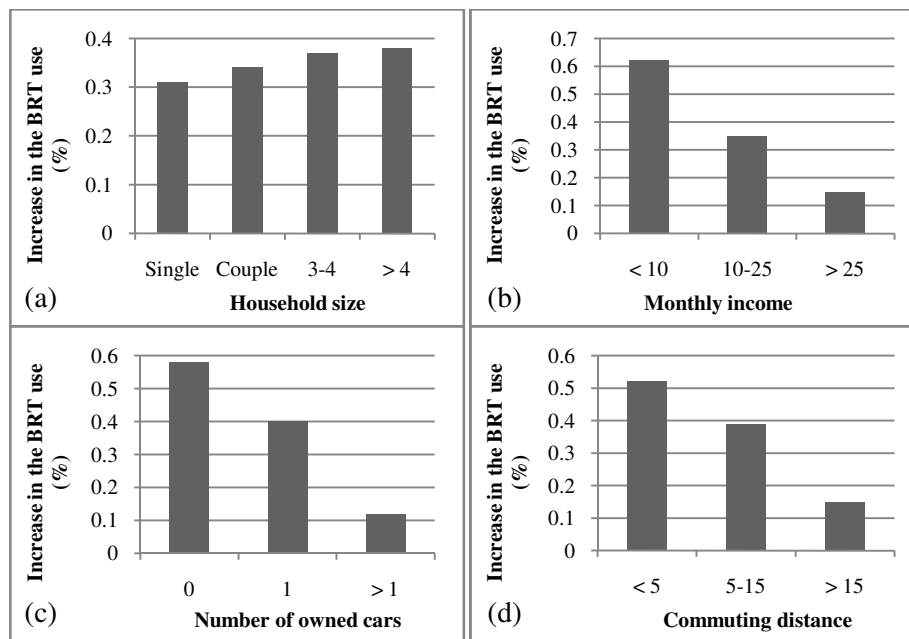 Increase in the BRT use
(%)
0.4
0.3
0.2
0.1
0
Single Couple 3-4 > 4
(a) Household size
Increase in the BRT use
(%)
0.7
0.6
0.5
0.4
0.3
0.2
0.1
0
< 10 10-25 > 25
(b) Monthly income
Increase in the BRT use
(%)
0.6
0.5
0.4
0.3
0.2
0.1
0
0 1 > 1
(c) Number of owned cars
Increase in the BRT use
(%)
0.6
0.5
0.4
0.3
0.2
0.1
0
< 5 5-15 > 15
(d) Commuting distance